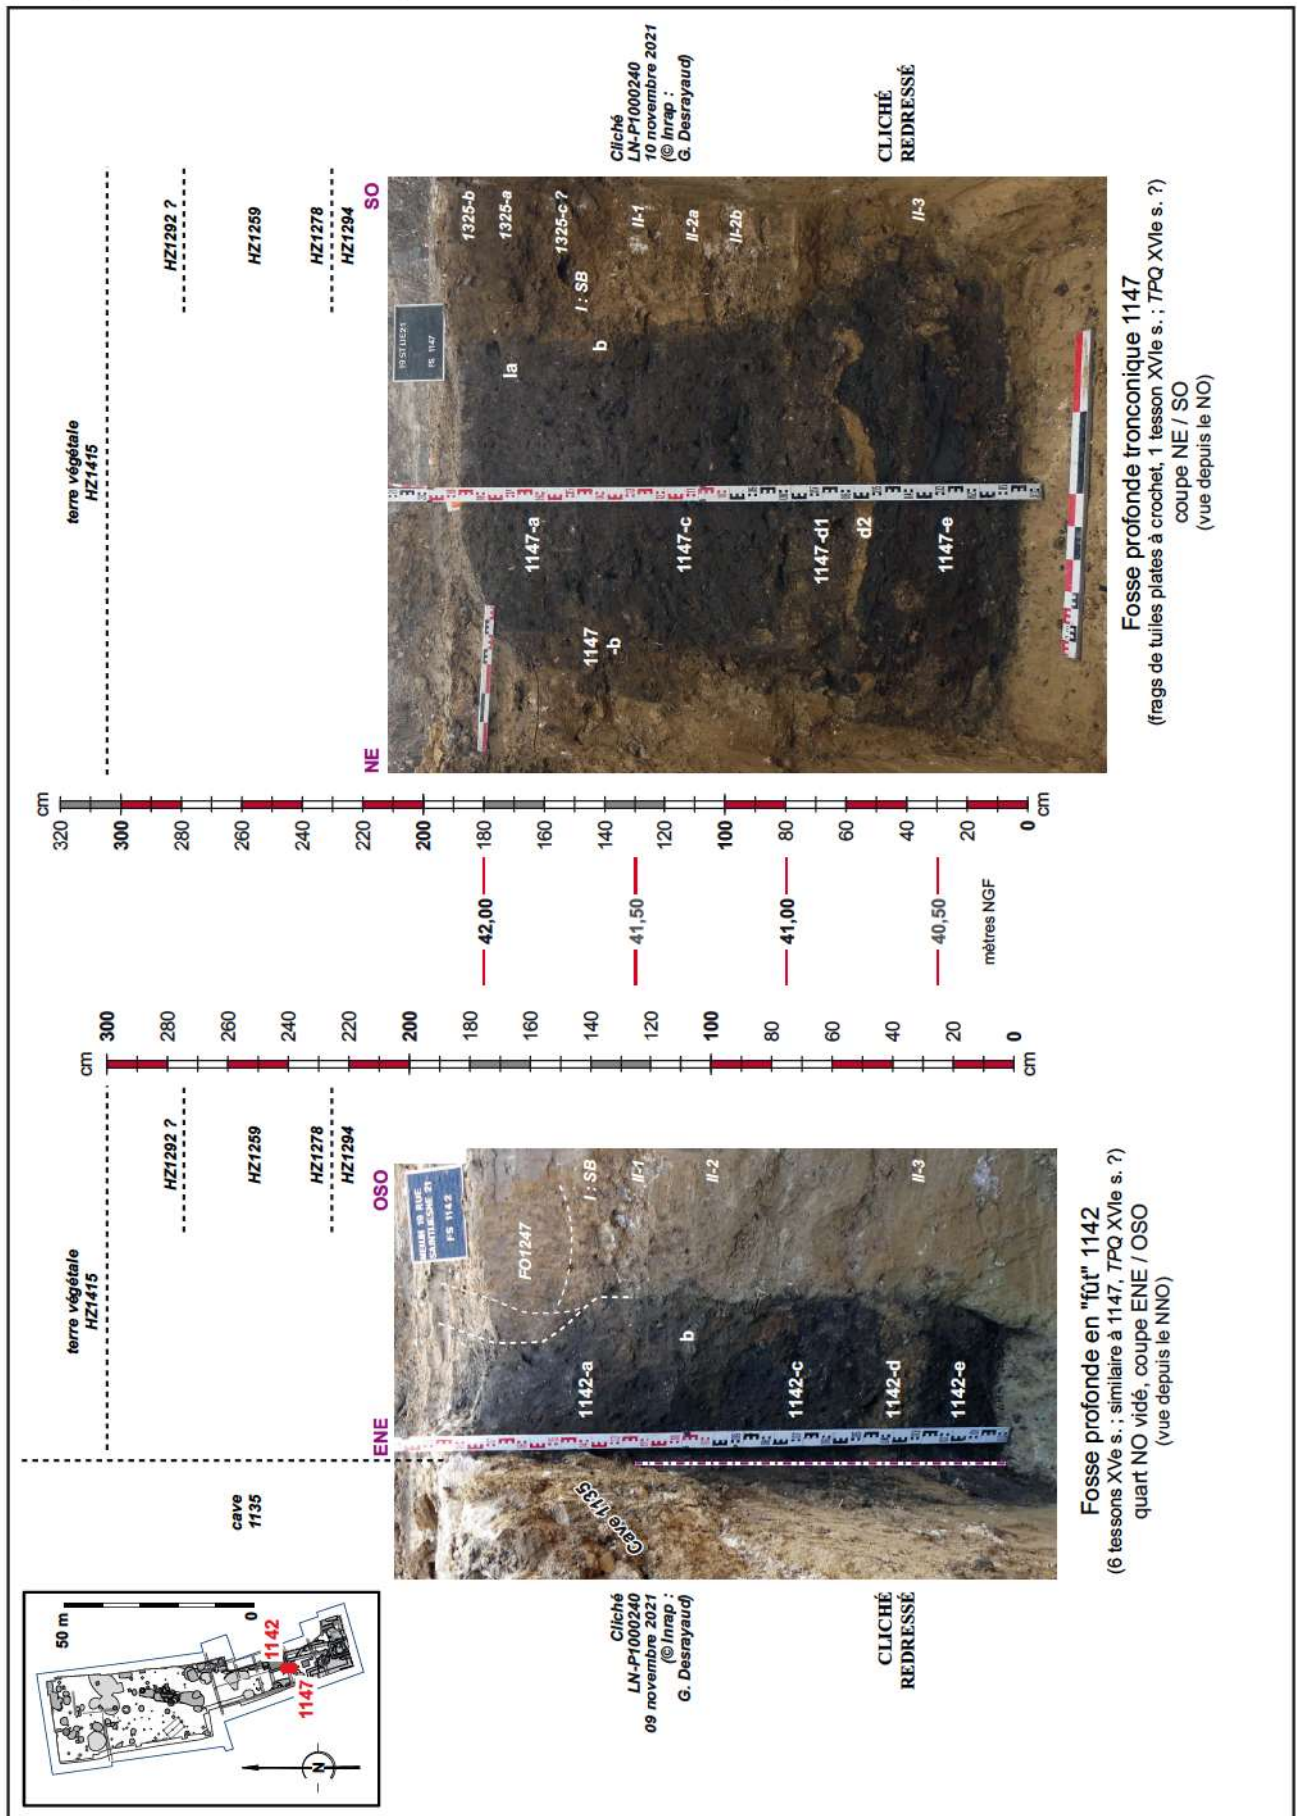 50 m
0
N
1142
1147
cave
1135
terre végétale
HZ1415
HZ1292 ?
HZ1259
HZ1278
HZ1294
ENE
OSO
cm
300
280
260
240
220
200
180
160
140
120
100
80
60
40
20
0
cm
Cliché
LN-P1000240
09 novembre 2021
(© Inrap :
G. Desrayaud)
CLICHÉ
REDRESSÉ
MELUN 19 RUE
SAINT LIESNE 21
FS 1142
FO1247
I : SB
II-1
II-2
II-3
1142-a
b
1142-c
1142-d
1142-e
Cave 1135
Fosse profonde en "fût" 1142
(6 tessons XVe s. ; similaire à 1147, TPQ XVIe s. ?)
quart NO vidé, coupe ENE / OSO
(vue depuis le NNO)
42,00
41,50
41,00
40,50
mètres NGF
cm
320
300
280
260
240
220
200
180
160
140
120
100
80
60
40
20
0
cm
terre végétale
HZ1415
HZ1292 ?
HZ1259
HZ1278
HZ1294
NE
SO
19 ST LIE21
FS 1147
1325-b
1325-a
1325-c ?
I : SB
II-1
II-2a
II-2b
II-3
Ia
b
1147-a
1147
-b
1147-c
1147-d1
d2
1147-e
Cliché
LN-P1000240
10 novembre 2021
(© Inrap :
G. Desrayaud)
CLICHÉ
REDRESSÉ
Fosse profonde tronconique 1147
(frags de tuiles plates à crochet, 1 tesson XVIe s. ; TPQ XVIe s. ?)
coupe NE / SO
(vue depuis le NO)